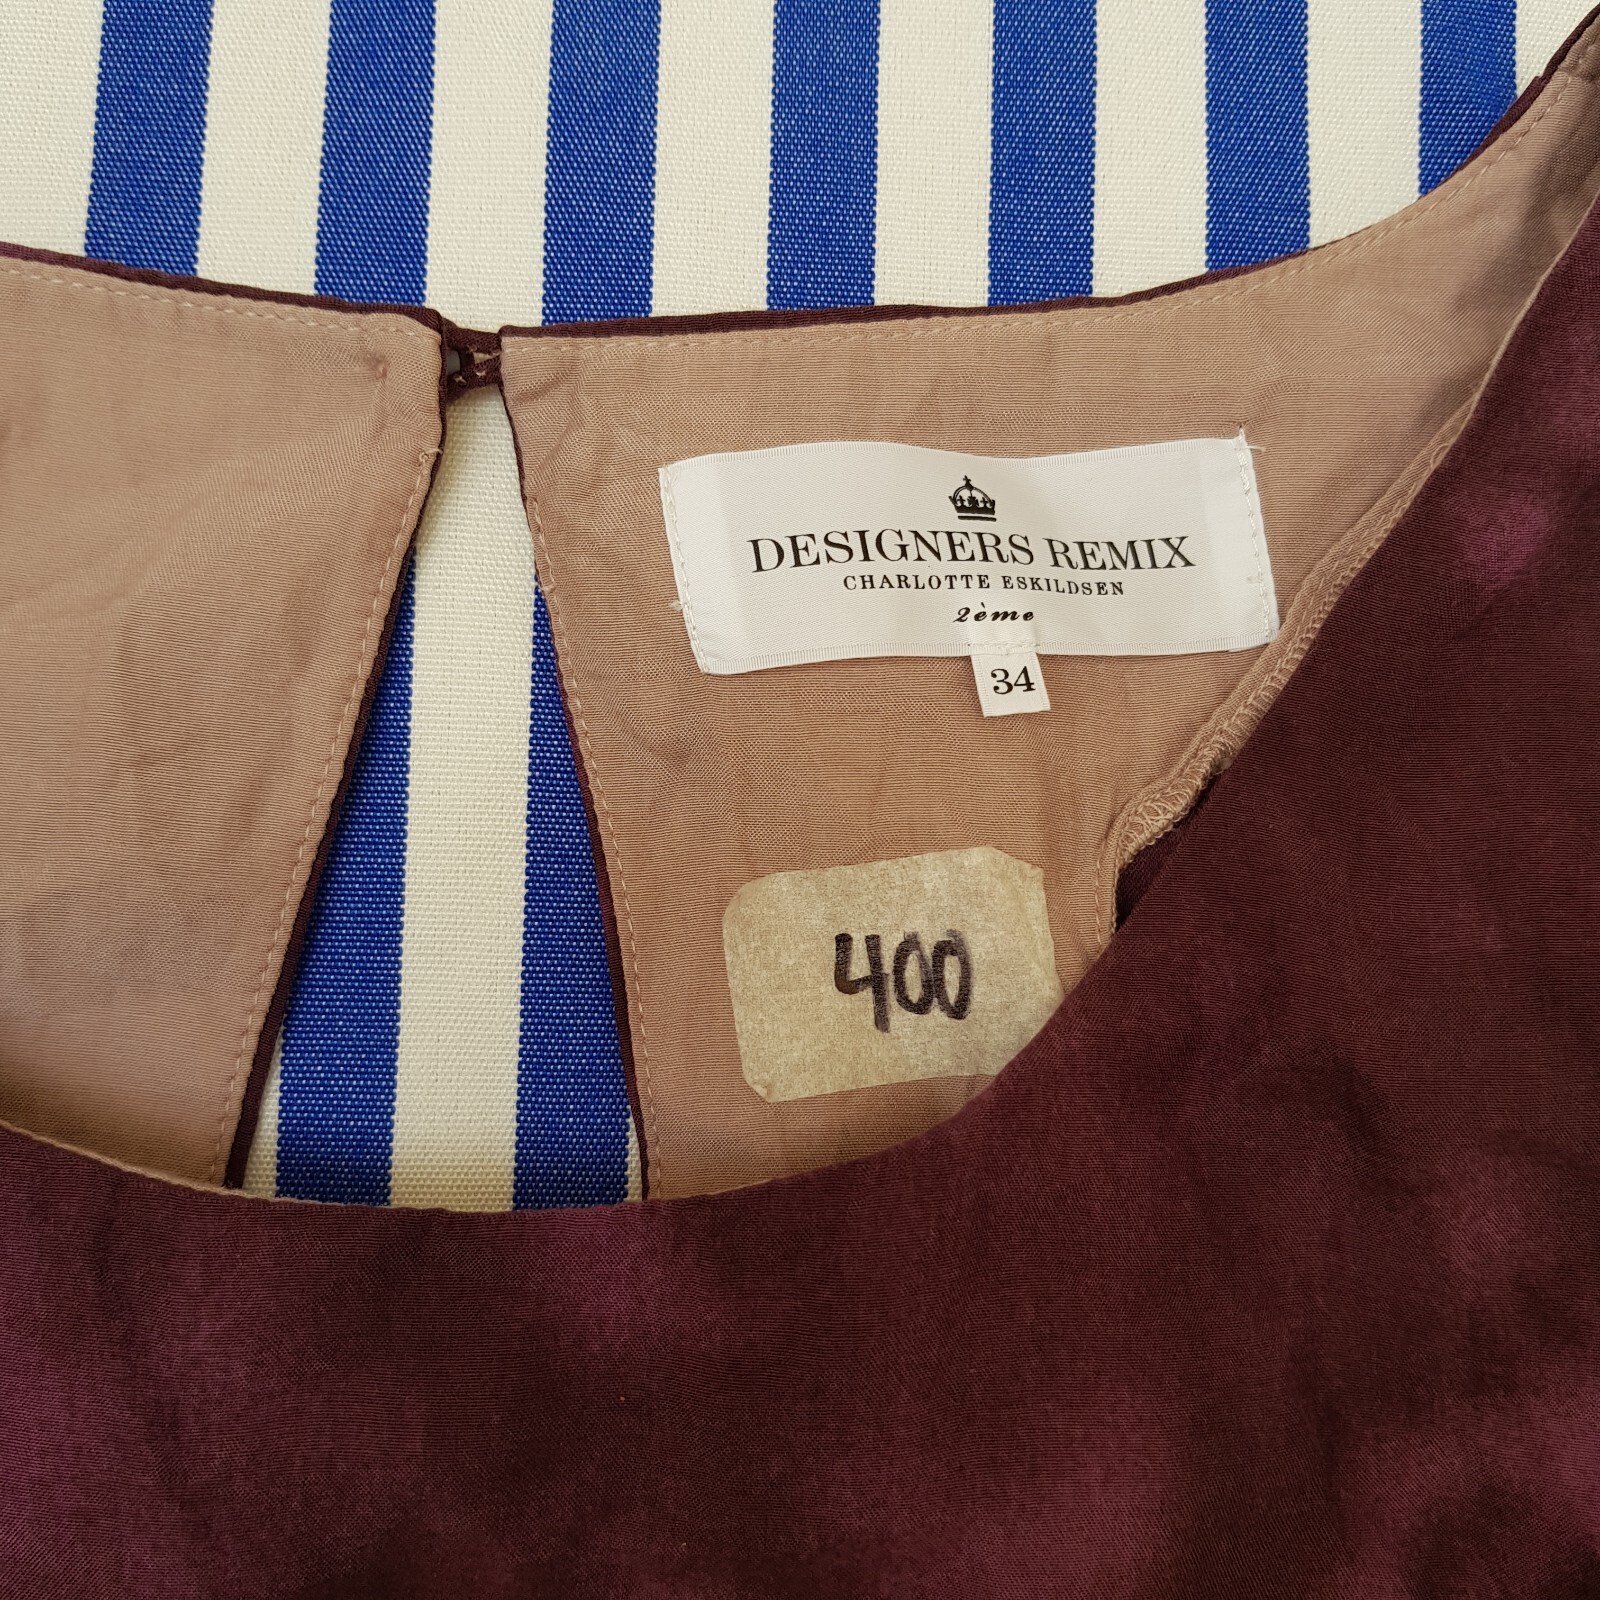 DESIGNERS REMIX
CHARLOTTE ESKILDSEN
2ème
34
400